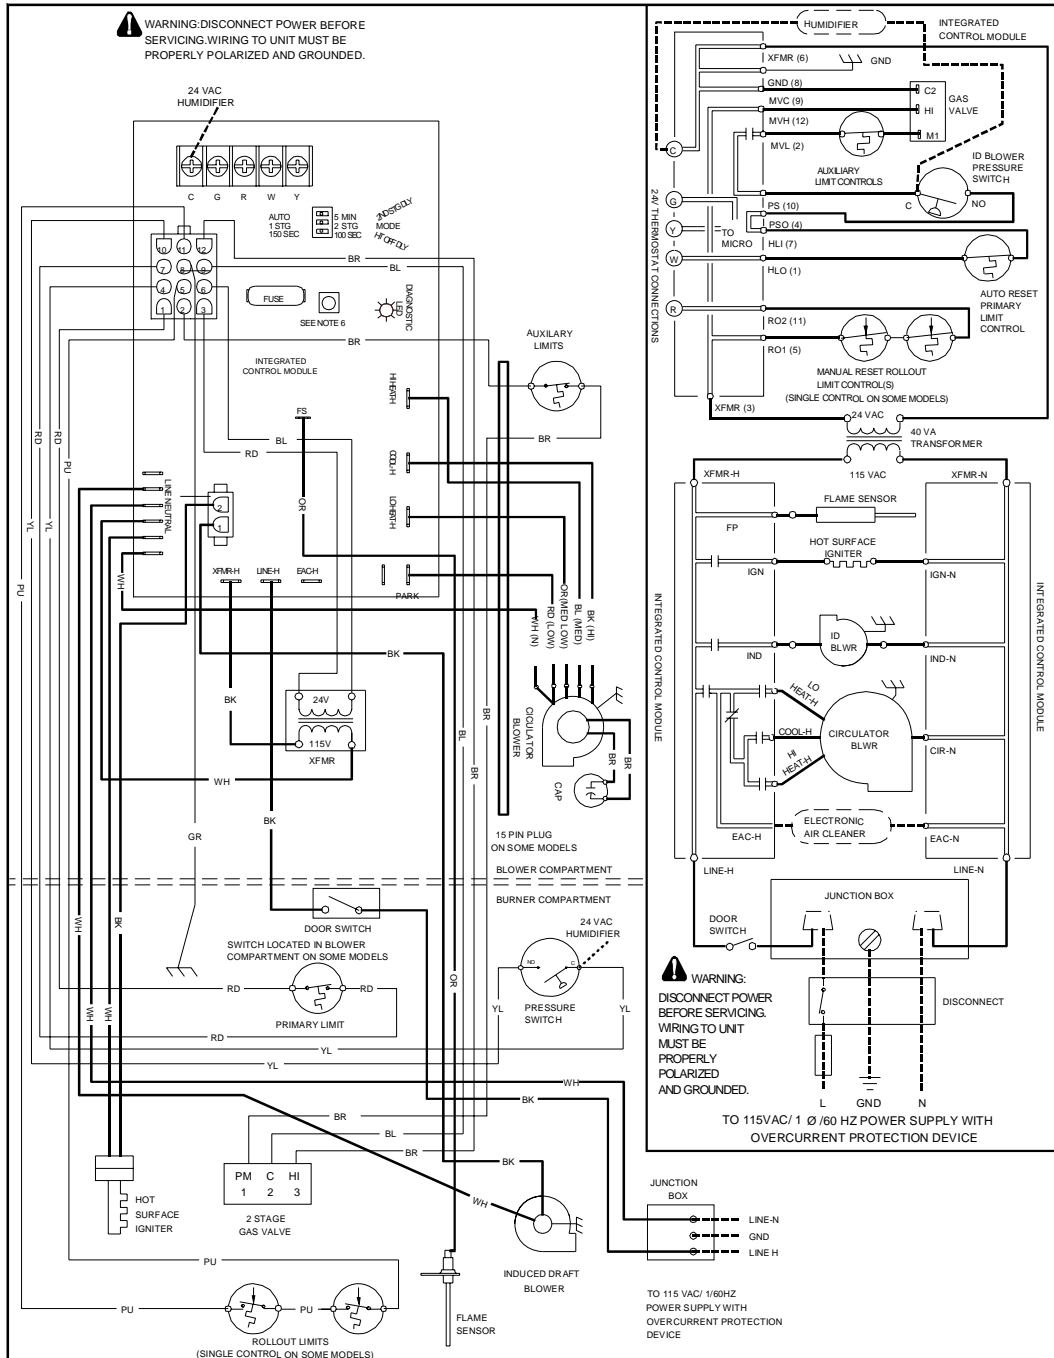 WARNING:DISCONNECT POWER BEFORE
SERVICING.WIRING TO UNIT MUST BE
PROPERLY POLARIZED AND GROUNDED.
24 VAC
HUMIDIFIER
C G R W Y
AUTO
1 STG
150 SEC
5 MIN
2 STG
100 SEC
2ND STG DLY
MODE
HT OFF DLY
10 11 12
7 8 9
4 5 6
1 2 3
BR
BL
FUSE
SEE NOTE 6
DIAGNOSTIC
LED
BR
INTEGRATED
CONTROL MODULE
AUXILARY
LIMITS
HI HEAT-H
FS
BL
RD
BR
COOL-H
RD
RD
PU
LINE NEUTRAL
2
1
OR
LO HEAT-H
YL
YL
PU
WH
XFMR-H
LINE-H
EAC-H
PARK
WH (N)
RD (LOW)
OR (MED LOW)
BL (MED)
BK (HI)
BK
BK
24V
115V
XFMR
WH
BR
BL
BR
CICULATOR
BLOWER
BR
BR
CAP
BK
GR
15 PIN PLUG
ON SOME MODELS
BLOWER COMPARTMENT
BURNER COMPARTMENT
DOOR SWITCH
SWITCH LOCATED IN BLOWER
COMPARTMENT ON SOME MODELS
WH
BK
24 VAC
HUMIDIFIER
NO
C
PRESSURE
SWITCH
OR
RD
RD
PRIMARY LIMIT
YL
YL
WH
WH
RD
YL
YL
WH
BK
BR
BL
BR
BK
PM C HI
1 2 3
2 STAGE
GAS VALVE
HOT
SURFACE
IGNITER
WH
INDUCED DRAFT
BLOWER
JUNCTION
BOX
LINE-N
GND
LINE H
TO 115 VAC/ 1/60HZ
POWER SUPPLY WITH
OVERCURRENT PROTECTION
DEVICE
PU
PU
PU
ROLLOUT LIMITS
(SINGLE CONTROL ON SOME MODELS)
FLAME
SENSOR
HUMIDIFIER
INTEGRATED
CONTROL MODULE
XFMR (6)
GND
GND (8)
MVC (9)
MVH (12)
MVL (2)
C2
HI
M1
GAS
VALVE
C
AUXILIARY
LIMIT CONTROLS
ID BLOWER
PRESSURE
SWITCH
C
NO
24V THERMOSTAT CONNECTIONS
G
Y
W
R
TO
MICRO
PS (10)
PSO (4)
HLI (7)
HLO (1)
AUTO RESET
PRIMARY
LIMIT
CONTROL
RO2 (11)
RO1 (5)
MANUAL RESET ROLLOUT
LIMIT CONTROL(S)
(SINGLE CONTROL ON SOME MODELS)
XFMR (3)
24 VAC
40 VA
TRANSFORMER
115 VAC
XFMR-H
XFMR-N
FLAME SENSOR
FP
HOT SURFACE
IGNITER
IGN
IGN-N
INTEGRATED CONTROL MODULE
INTEGRATED CONTROL MODULE
ID
BLWR
IND
IND-N
LO
HEAT-H
COOL-H
HI
HEAT-H
CIRCULATOR
BLWR
CIR-N
ELECTRONIC
AIR CLEANER
EAC-H
EAC-N
LINE-H
LINE-N
JUNCTION BOX
DOOR
SWITCH
WARNING:
DISCONNECT POWER
BEFORE SERVICING.
WIRING TO UNIT
MUST BE
PROPERLY
POLARIZED
AND GROUNDED.
DISCONNECT
L GND N
TO 115VAC/ 1 Ø /60 HZ POWER SUPPLY WITH
OVERCURRENT PROTECTION DEVICE